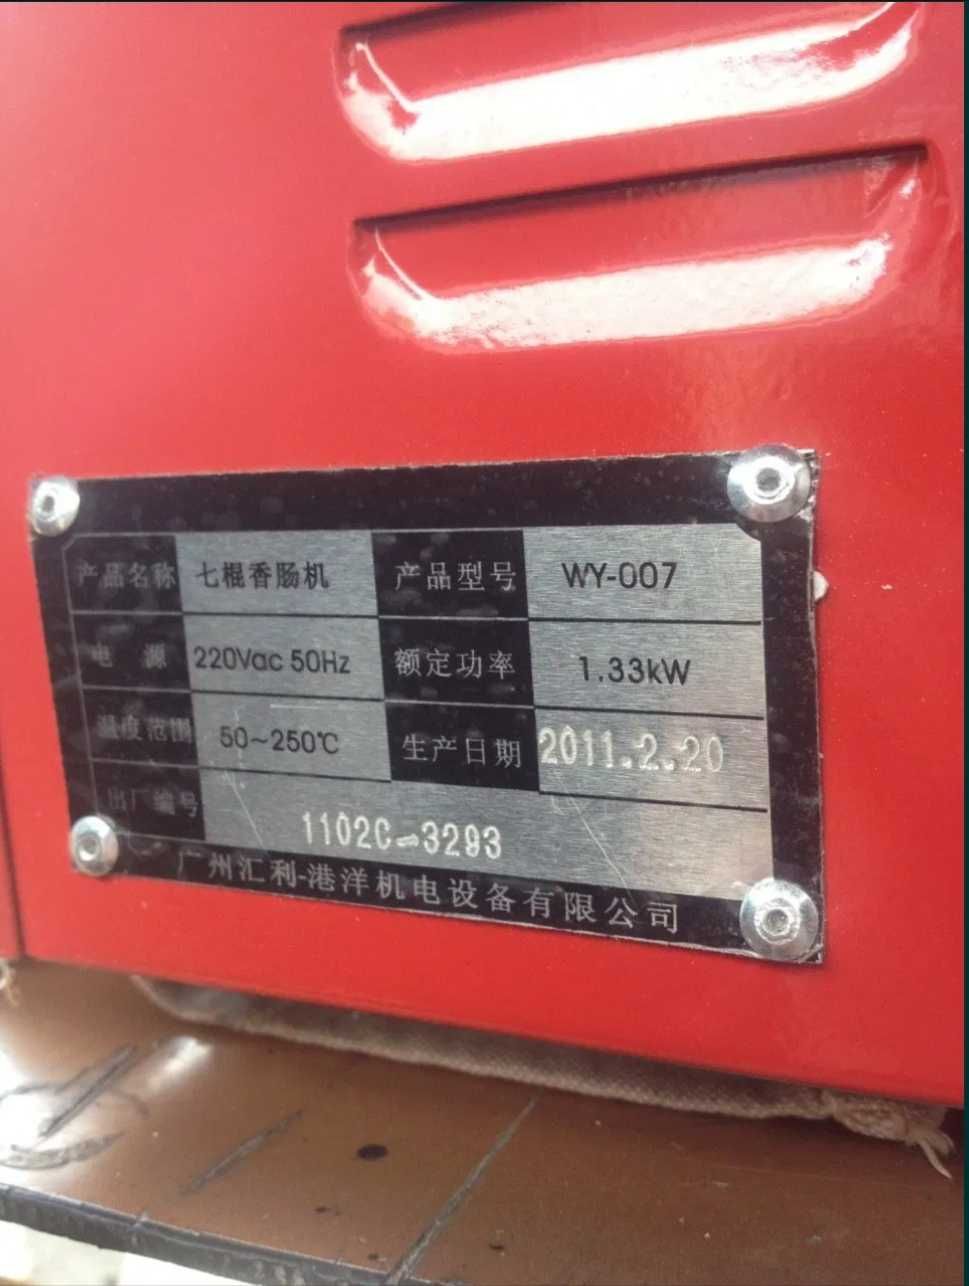 产品名称 七棍香肠机 产品型号 WY-007
电 源 220Vac 50Hz 额定功率 1.33kW
温度范围 50~250℃ 生产日期 2011.2.20
出厂编号 1102C-3293
广州汇利-港洋机电设备有限公司